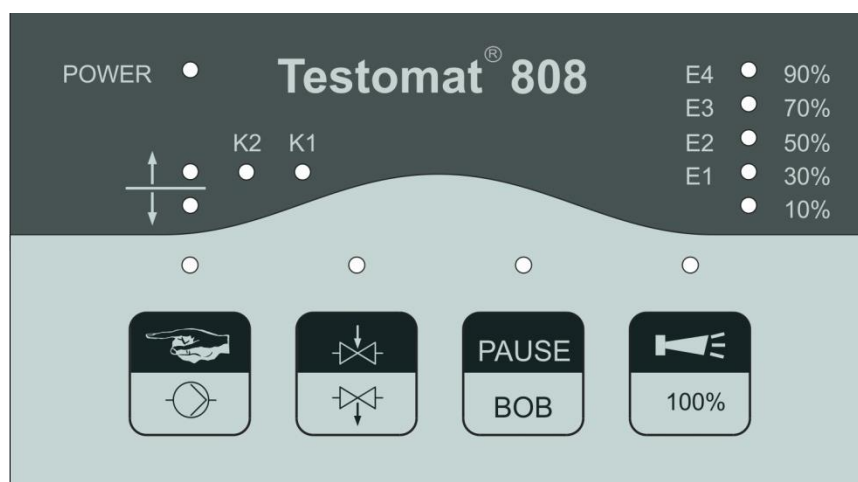 POWER
Testomat® 808
E4 90%
E3 70%
E2 50%
E1 30%
10%
K2 K1
PAUSE
BOB
100%